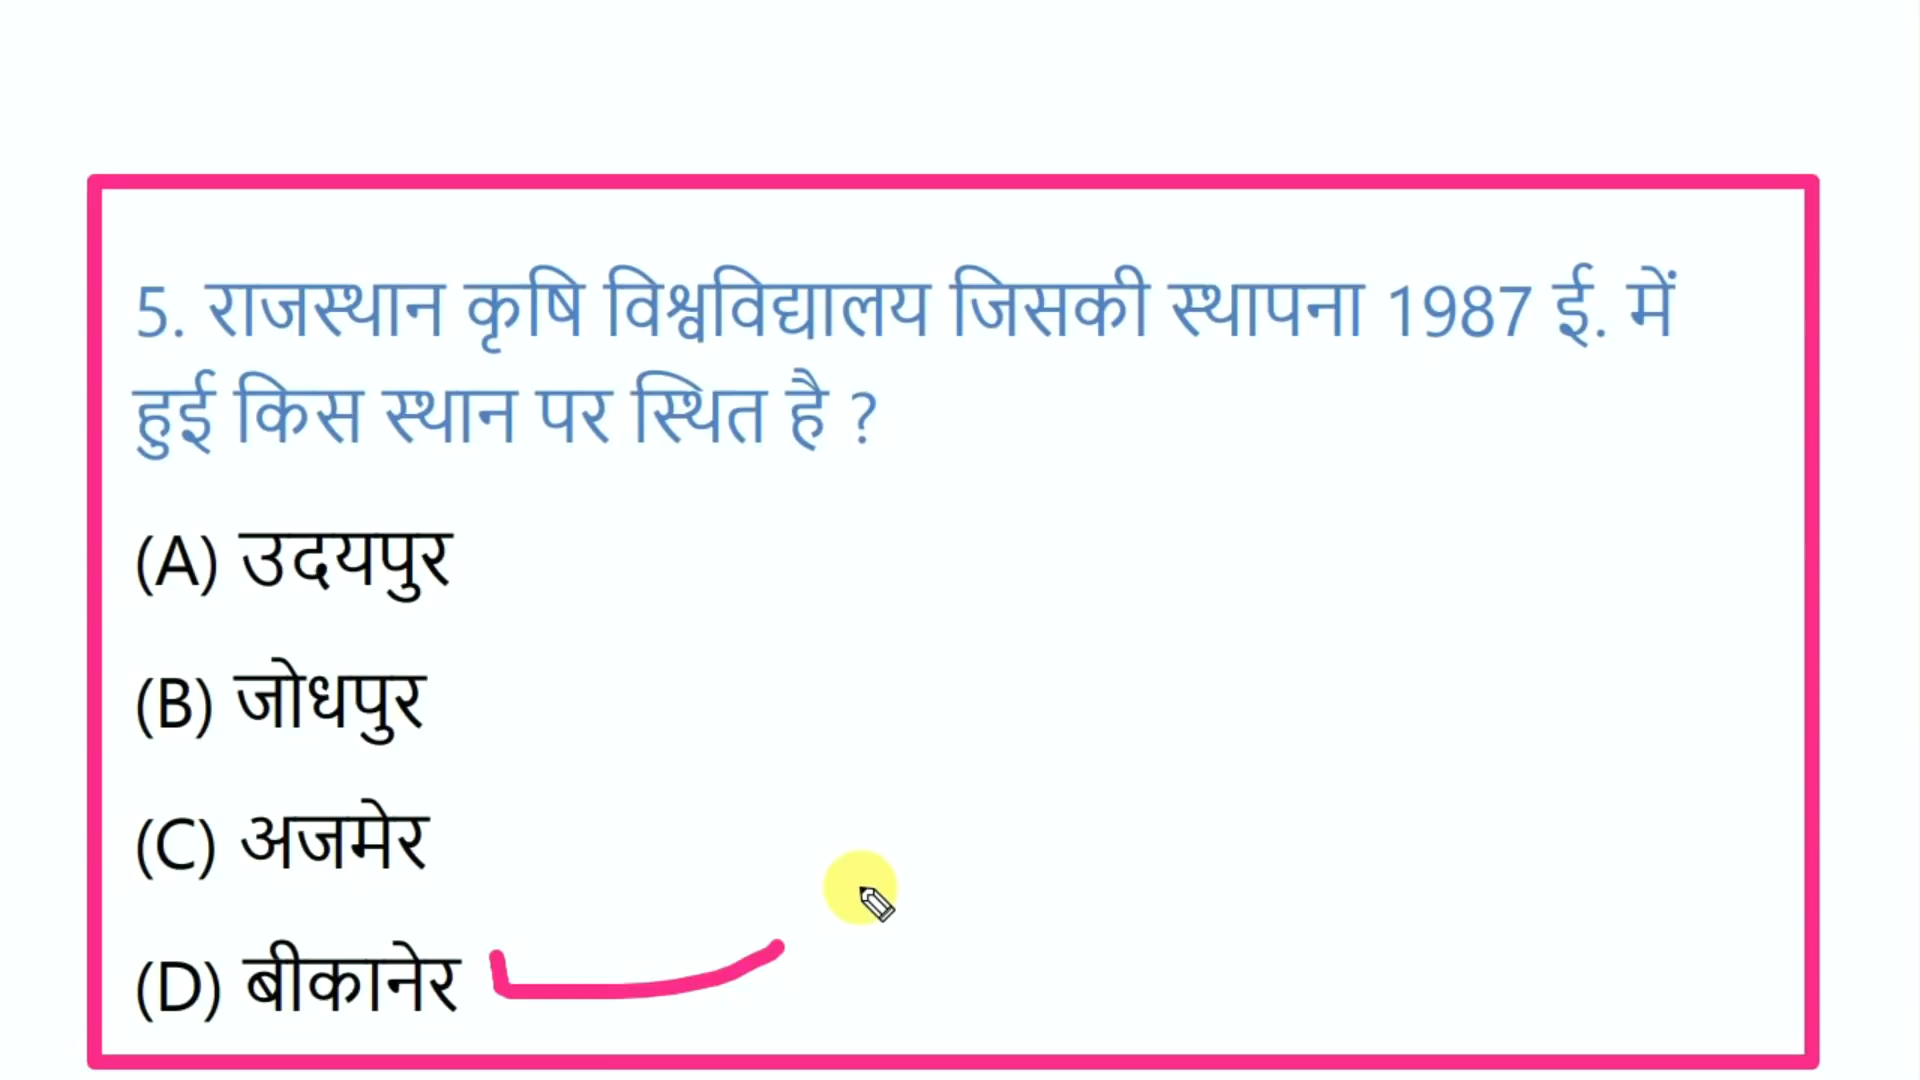 5. राजस्थान कृषि विश्वविद्यालय जिसकी स्थापना 1987 ई. में
हुई किस स्थान पर स्थित है ?
(A) उदयपुर
(B) जोधपुर
(C) अजमेर
(D) बीकानेर